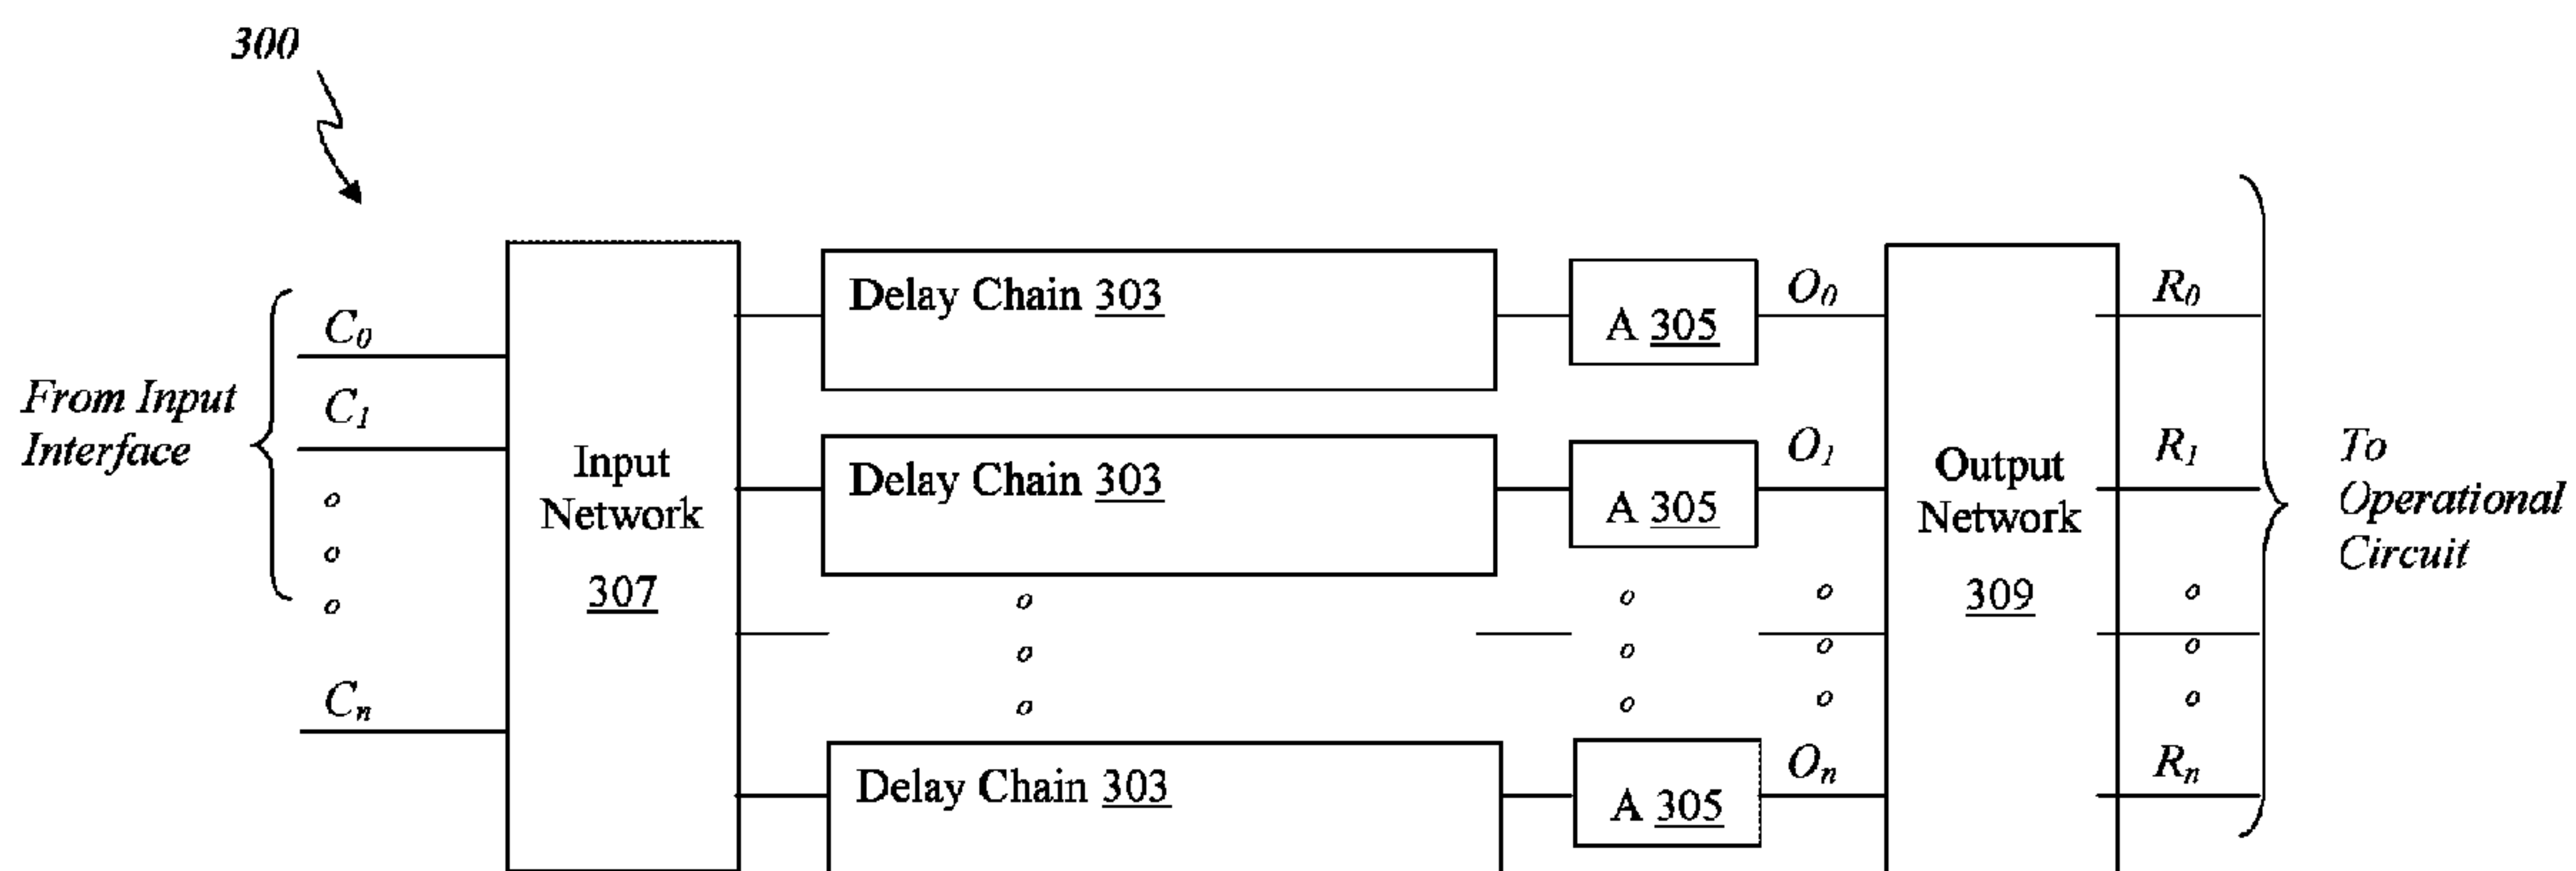 300
From Input
Interface
C0
C1
Cn
Input
Network
307
Delay Chain 303
A 305
O0
Delay Chain 303
A 305
O1
Delay Chain 303
A 305
On
Output
Network
309
R0
R1
Rn
To
Operational
Circuit